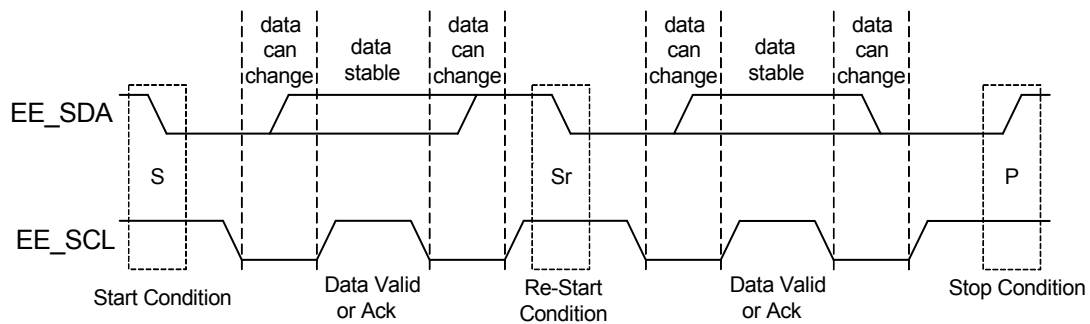 data
can
change
data
stable
data
can
change
data
can
change
data
stable
data
can
change
EE_SDA
S
Sr
P
EE_SCL
Start Condition
Data Valid
or Ack
Re-Start
Condition
Data Valid
or Ack
Stop Condition